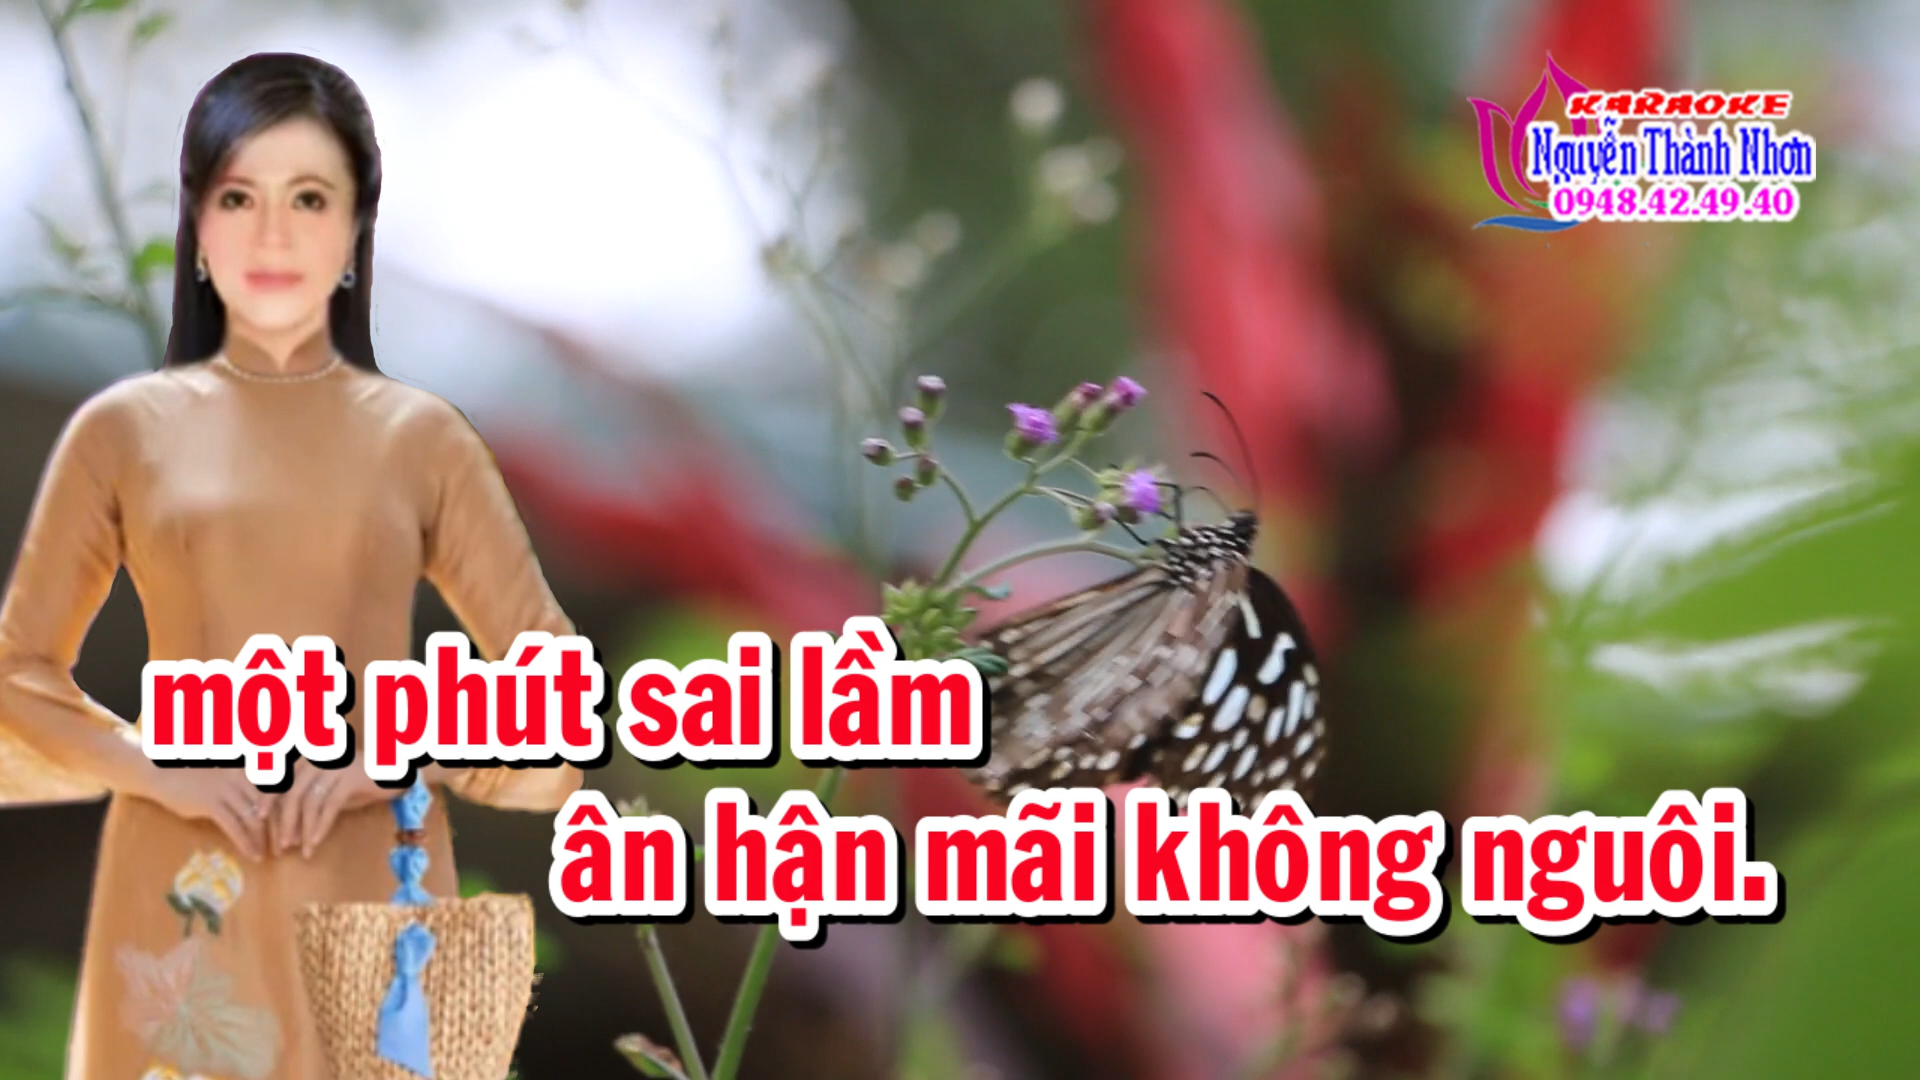 KARAOKE
Nguyễn Thành Nhơn
0948.42.49.40
một phút sai lầm
ân hận mãi không nguôi.